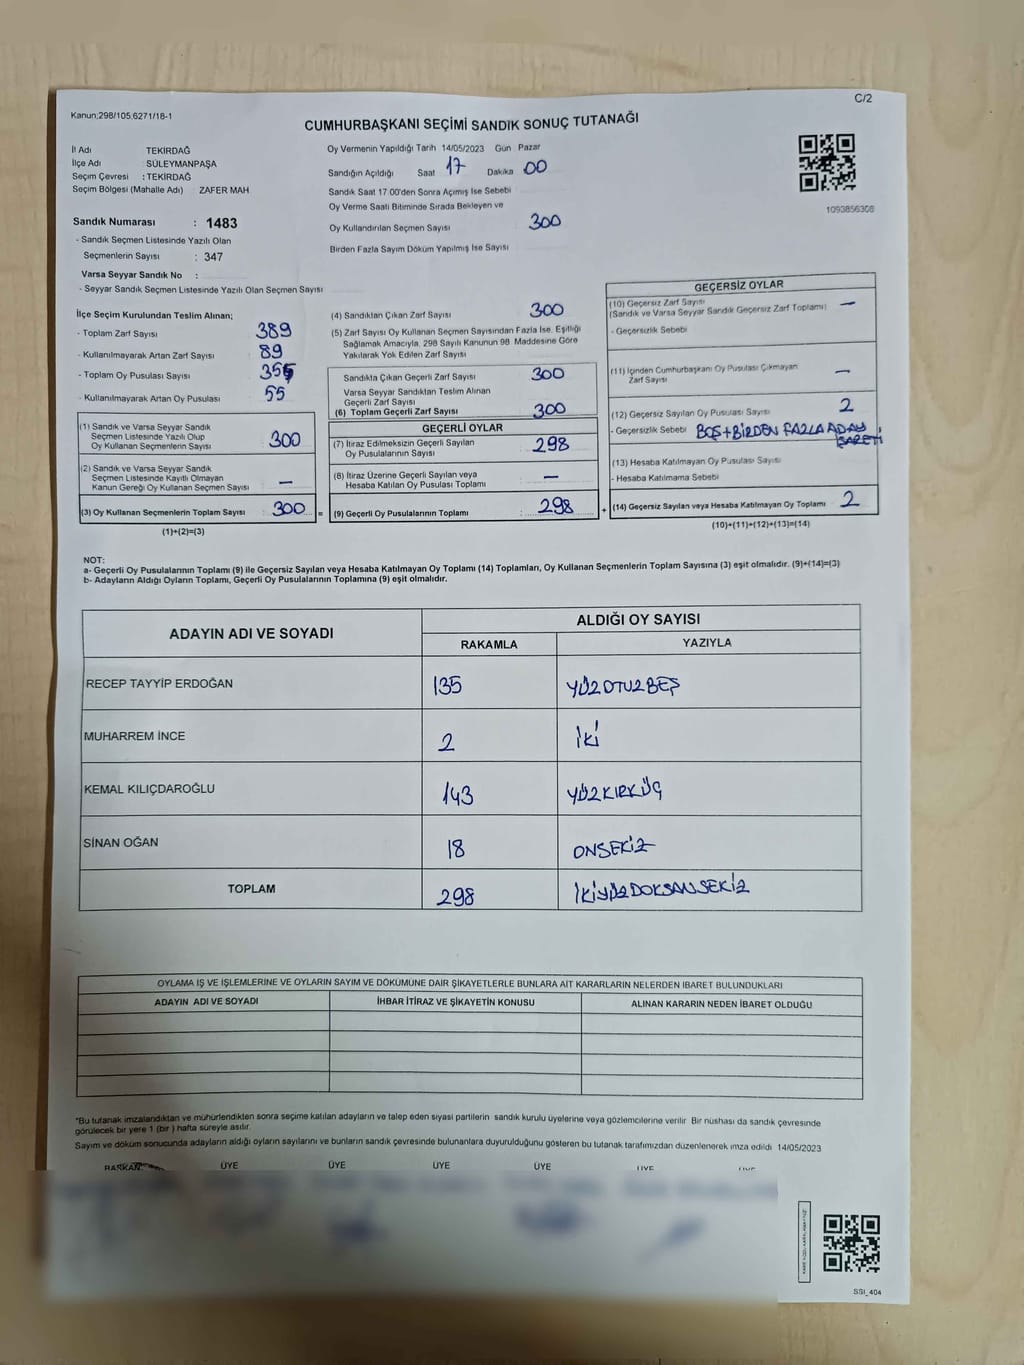 C/2
Kanun;298/105.6271/18-1
CUMHURBAŞKANI SEÇİMİ SANDIK SONUÇ TUTANAĞI
İl Adı TEKİRDAĞ
İlçe Adı SÜLEYMANPAŞA
Seçim Çevresi : TEKİRDAĞ
Seçim Bölgesi (Mahalle Adı) ZAFER MAH
Sandık Numarası : 1483
- Sandık Seçmen Listesinde Yazılı Olan
Seçmenlerin Sayısı : 347
Varsa Seyyar Sandık No :
- Seyyar Sandık Seçmen Listesinde Yazılı Olan Seçmen Sayısı
Oy Vermenin Yapıldığı Tarih 14/05/2023 Gün Pazar
Sandığın Açıldığı Saat 17 Dakika 00
Sandık Saat 17.00'den Sonra Açımış İse Sebebi
Oy Verme Saati Bitiminde Sırada Bekleyen ve
Oy Kullandırılan Seçmen Sayısı 300
Birden Fazla Sayım Döküm Yapılmış İse Sayısı
1093856308
İlçe Seçim Kurulundan Teslim Alınan;
- Toplam Zarf Sayısı 389
- Kullanılmayarak Artan Zarf Sayısı 89
- Toplam Oy Pusulası Sayısı 355
- Kullanılmayarak Artan Oy Pusulası 55
(1) Sandık ve Varsa Seyyar Sandık
Seçmen Listesinde Yazılı Olup
Oy Kullanan Seçmenlerin Sayısı 300
(2) Sandık ve Varsa Seyyar Sandık
Seçmen Listesinde Kayıtlı Olmayan
Kanun Gereği Oy Kullanan Seçmen Sayısı —
(3) Oy Kullanan Seçmenlerin Toplam Sayısı 300 =
(1)+(2)=(3)
(4) Sandıktan Çıkan Zarf Sayısı 300
(5) Zarf Sayısı Oy Kullanan Seçmen Sayısından Fazla İse, Eşitliği
Sağlamak Amacıyla, 298 Sayılı Kanunun 98. Maddesine Göre
Yakılarak Yok Edilen Zarf Sayısı
Sandıkta Çıkan Geçerli Zarf Sayısı 300
Varsa Seyyar Sandıktan Teslim Alınan
Geçerli Zarf Sayısı
(6) Toplam Geçerli Zarf Sayısı 300
GEÇERLİ OYLAR
(7) İtiraz Edilmeksizin Geçerli Sayılan
Oy Pusulalarının Sayısı 298
(8) İtiraz Üzerine Geçerli Sayılan veya
Hesaba Katılan Oy Pusulası Toplamı —
(9) Geçerli Oy Pusulalarının Toplamı : 298 +
GEÇERSİZ OYLAR
(10) Geçersiz Zarf Sayısı —
(Sandık ve Varsa Seyyar Sandık Geçersiz Zarf Toplamı)
- Geçersizlik Sebebi
(11) İçinden Cumhurbaşkanı Oy Pusulası Çıkmayan
Zarf Sayısı —
(12) Geçersiz Sayılan Oy Pusulası Sayısı 2
- Geçersizlik Sebebi BOŞ+BİRDEN FAZLA ADAY
İŞARETİ
(13) Hesaba Katılmayan Oy Pusulası Sayısı
- Hesaba Katılmama Sebebi
(14) Geçersiz Sayılan veya Hesaba Katılmayan Oy Toplamı 2
(10)+(11)+(12)+(13)=(14)
NOT:
a- Geçerli Oy Pusulalarının Toplamı (9) ile Geçersiz Sayılan veya Hesaba Katılmayan Oy Toplamı (14) Toplamları, Oy Kullanan Seçmenlerin Toplam Sayısına (3) eşit olmalıdır. (9)+(14)=(3)
b- Adayların Aldığı Oyların Toplamı, Geçerli Oy Pusulalarının Toplamına (9) eşit olmalıdır.
ADAYIN ADI VE SOYADI ALDIĞI OY SAYISI
RAKAMLA YAZIYLA
RECEP TAYYİP ERDOĞAN 135 YÜZOTUZBEŞ
MUHARREM İNCE 2 İKİ
KEMAL KILIÇDAROĞLU 143 YÜZKIRKÜÇ
SİNAN OĞAN 18 ONSEKİZ
TOPLAM 298 İKİYÜZDOKSANSEKİZ
OYLAMA İŞ VE İŞLEMLERİNE VE OYLARIN SAYIM VE DÖKÜMÜNE DAİR ŞİKAYETLERLE BUNLARA AİT KARARLARIN NELERDEN İBARET BULUNDUKLARI
ADAYIN ADI VE SOYADI İHBAR İTİRAZ VE ŞİKAYETİN KONUSU ALINAN KARARIN NEDEN İBARET OLDUĞU
*Bu tutanak imzalandıktan ve mühürlendikten sonra seçime katılan adayların ve talep eden siyasi partilerin sandık kurulu üyelerine veya gözlemcilerine verilir. Bir nüshası da sandık çevresinde
görülecek bir yere 1 (bir) hafta süreyle asılır.
Sayım ve döküm sonucunda adayların aldığı oyların sayılarını ve bunların sandık çevresinde bulunanlara duyurulduğunu gösteren bu tutanak tarafımızdan düzenlenerek imza edildi 14/05/2023
BAŞKAN ÜYE ÜYE ÜYE ÜYE ÜYE ÜYE
SSI_404